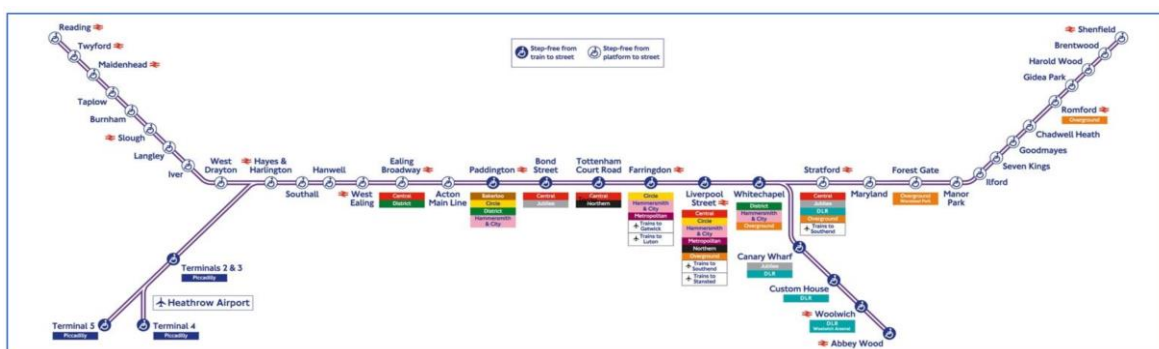 Reading
Twyford
Maidenhead
Taplow
Burnham
Slough
Langley
Iver
West
Drayton
Hayes &
Harlington
Southall
Hanwell
West
Ealing
Ealing
Broadway
Central
District
Acton
Main Line
Paddington
Bakerloo
Circle
District
Hammersmith
& City
Bond
Street
Central
Jubilee
Tottenham
Court Road
Central
Northern
Farringdon
Circle
Hammersmith
& City
Metropolitan
Trains to
Gatwick
Trains to
Luton
Liverpool
Street
Central
Circle
Hammersmith
& City
Metropolitan
Northern
Overground
Trains to
Southend
Trains to
Stansted
Whitechapel
District
Hammersmith
& City
Overground
Stratford
Central
Jubilee
DLR
Overground
Trains to
Southend
Maryland
Forest Gate
Overground
Wanstead Park
Manor
Park
Ilford
Seven Kings
Goodmayes
Chadwell Heath
Romford
Overground
Gidea Park
Harold Wood
Brentwood
Shenfield
Step-free from
train to street
Step-free from
platform to street
Canary Wharf
Jubilee
DLR
Custom House
DLR
Woolwich
DLR
Woolwich Arsenal
Abbey Wood
Terminals 2 & 3
Piccadilly
Heathrow Airport
Terminal 5
Piccadilly
Terminal 4
Piccadilly